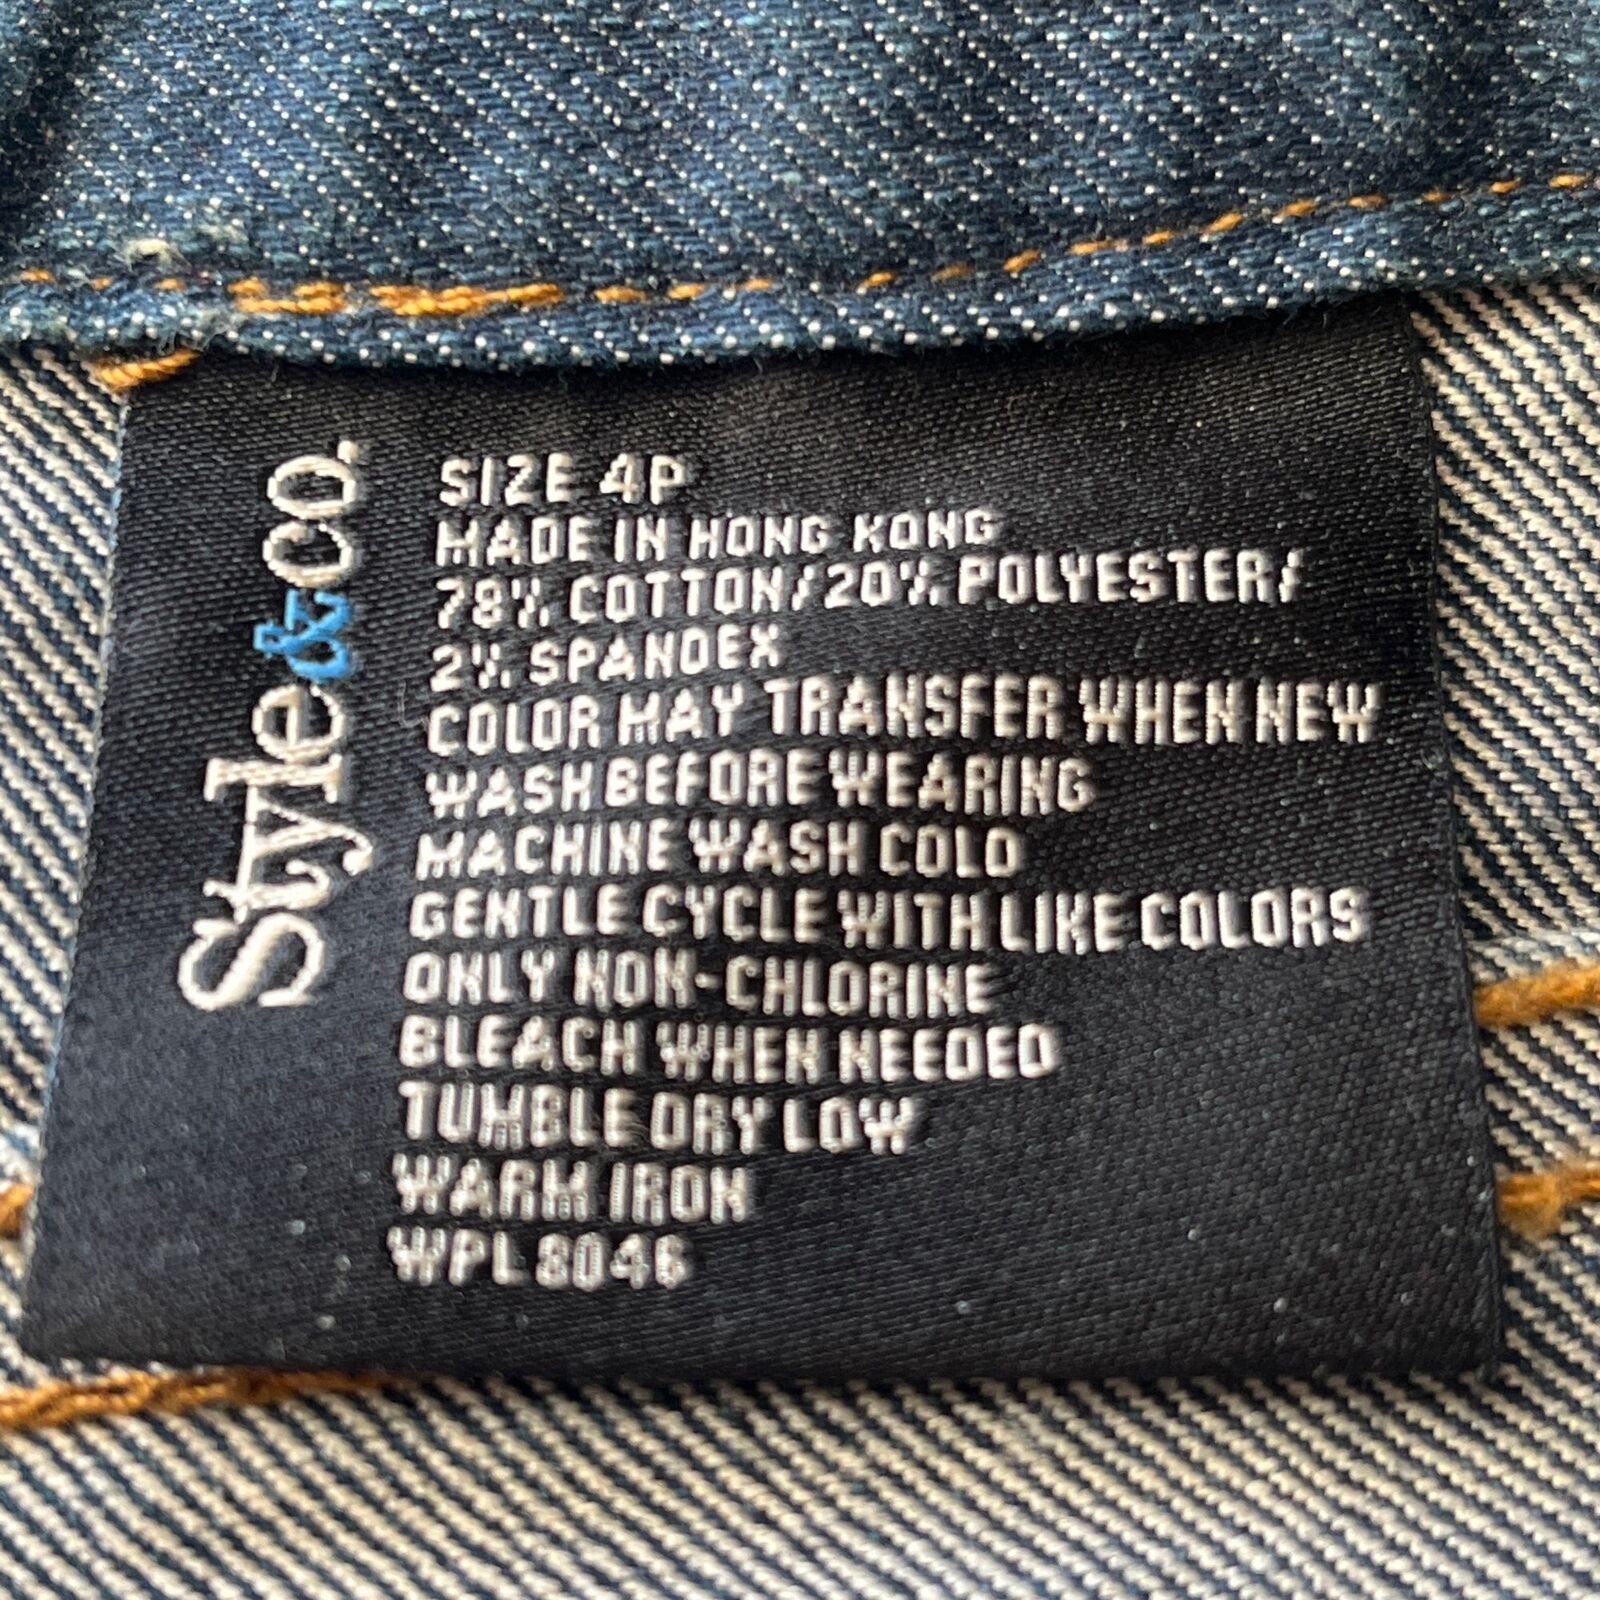 Style&co.
SIZE 4P
MADE IN HONG KONG
78% COTTON/20% POLYESTER/
2% SPANDEX
COLOR MAY TRANSFER WHEN NEW
WASH BEFORE WEARING
MACHINE WASH COLD
GENTLE CYCLE WITH LIKE COLORS
ONLY NON-CHLORINE
BLEACH WHEN NEEDED
TUMBLE DRY LOW
WARM IRON
WPL 8046